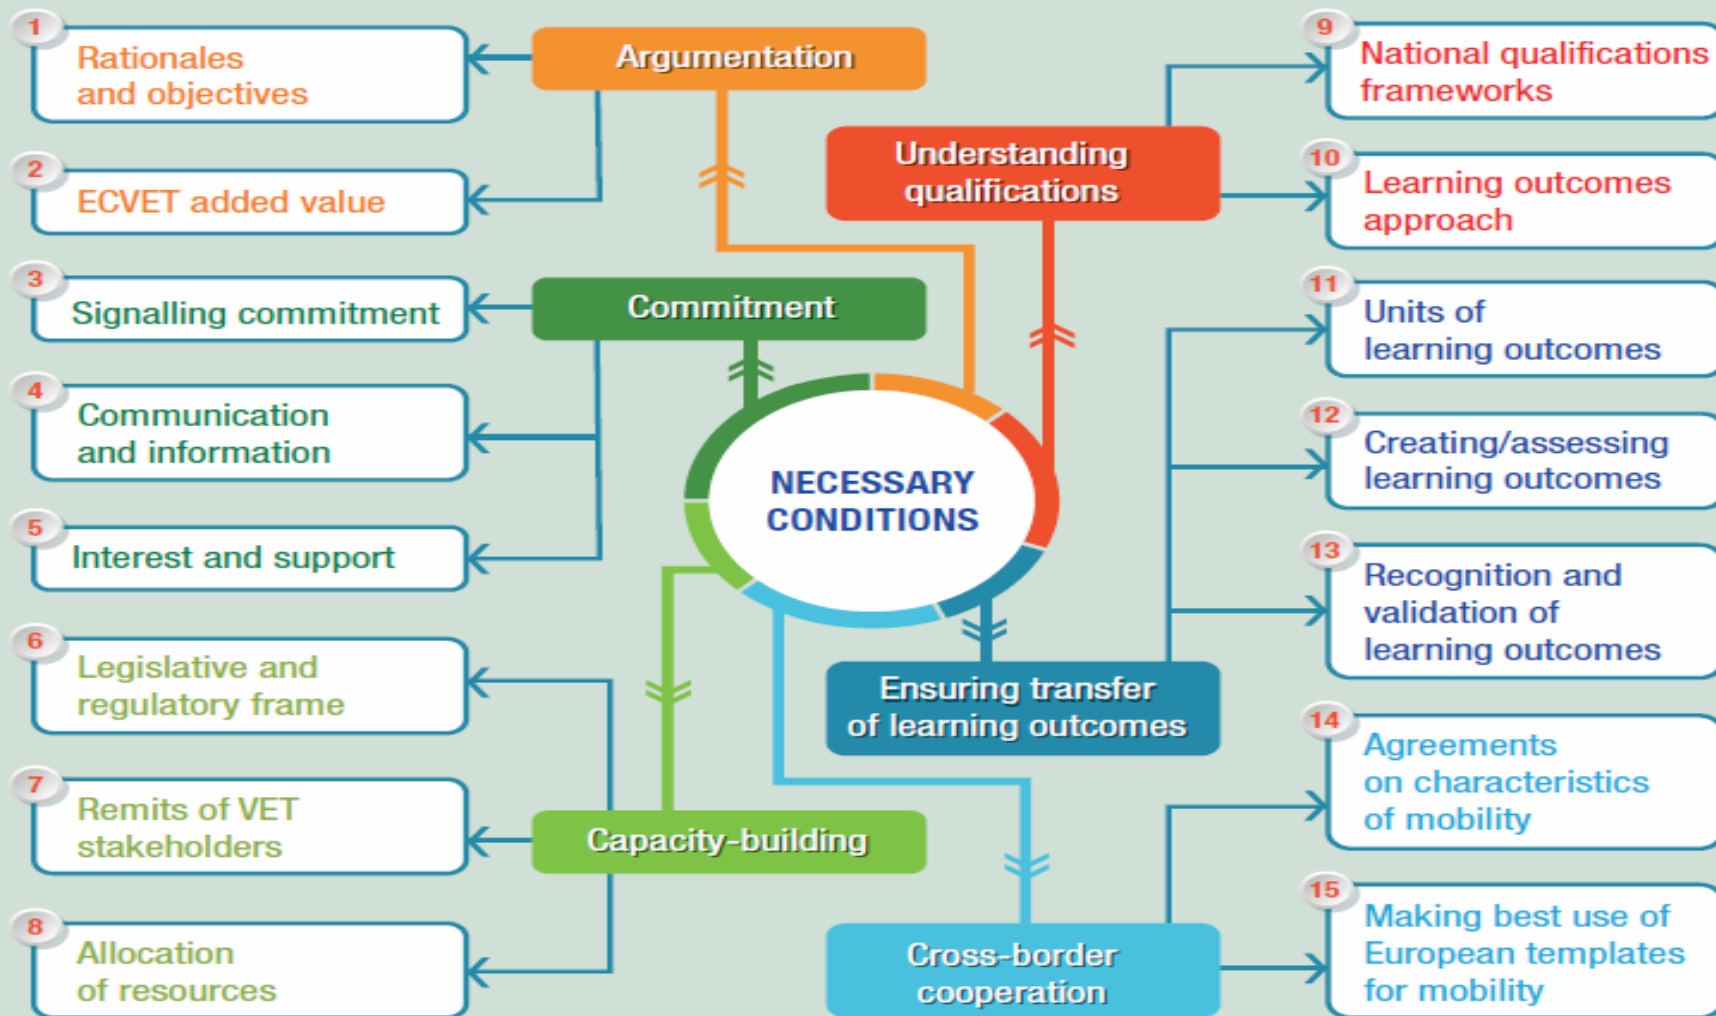 1
Rationales
and objectives
2
ECVET added value
3
Signalling commitment
4
Communication
and information
5
Interest and support
6
Legislative and
regulatory frame
7
Remits of VET
stakeholders
8
Allocation
of resources
Argumentation
Commitment
NECESSARY
CONDITIONS
Capacity-building
Understanding
qualifications
Ensuring transfer
of learning outcomes
Cross-border
cooperation
9
National qualifications
frameworks
10
Learning outcomes
approach
11
Units of
learning outcomes
12
Creating/assessing
learning outcomes
13
Recognition and
validation of
learning outcomes
14
Agreements
on characteristics
of mobility
15
Making best use of
European templates
for mobility